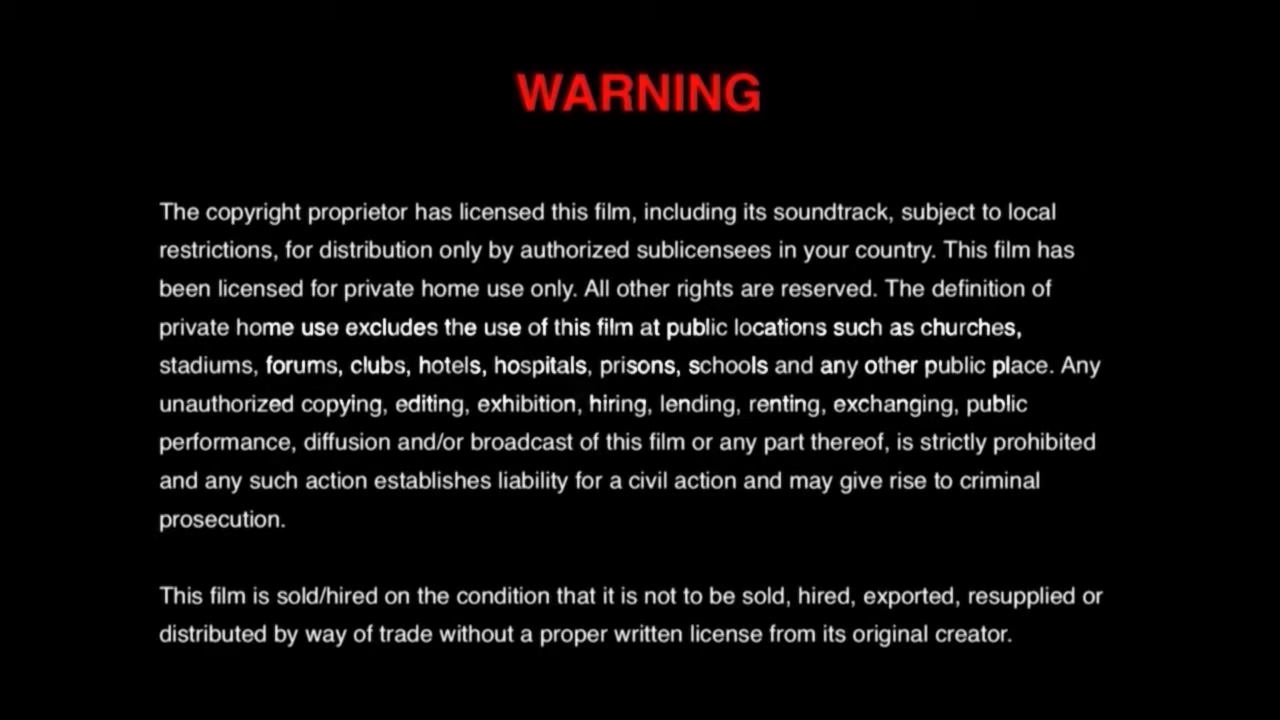 WARNING
The copyright proprietor has licensed this film, including its soundtrack, subject to local
restrictions, for distribution only by authorized sublicensees in your country. This film has
been licensed for private home use only. All other rights are reserved. The definition of
private home use excludes the use of this film at public locations such as churches,
stadiums, forums, clubs, hotels, hospitals, prisons, schools and any other public place. Any
unauthorized copying, editing, exhibition, hiring, lending, renting, exchanging, public
performance, diffusion and/or broadcast of this film or any part thereof, is strictly prohibited
and any such action establishes liability for a civil action and may give rise to criminal
prosecution.
This film is sold/hired on the condition that it is not to be sold, hired, exported, resupplied or
distributed by way of trade without a proper written license from its original creator.